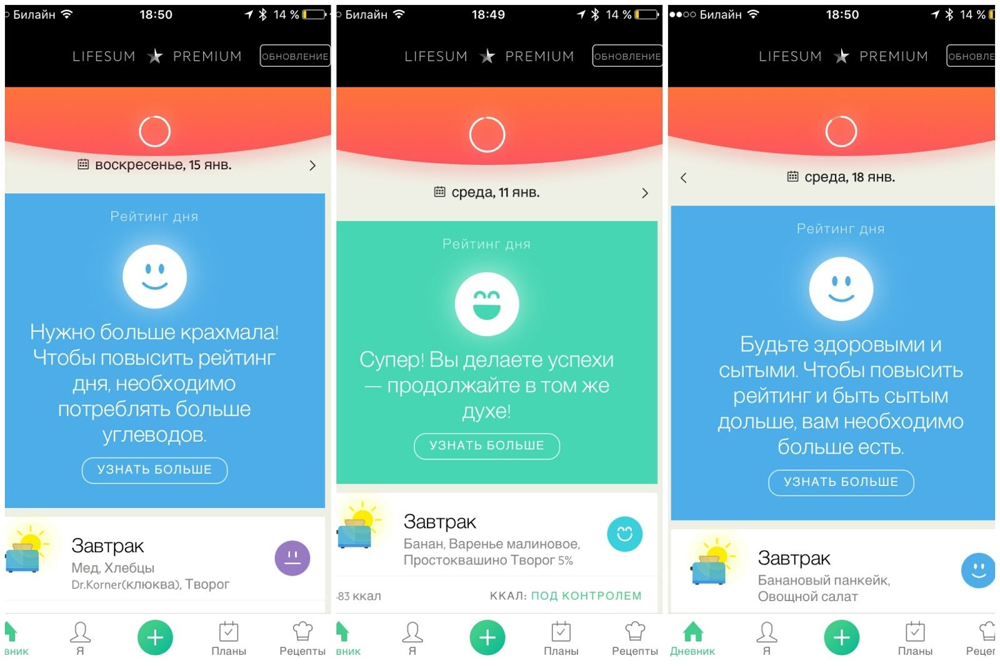 Билайн 18:50 14 %
LIFESUM PREMIUM ОБНОВЛЕНИЕ
воскресенье, 15 янв.
Рейтинг дня
Нужно больше крахмала!
Чтобы повысить рейтинг
дня, необходимо
потреблять больше
углеводов.
УЗНАТЬ БОЛЬШЕ
Завтрак
Мед, Хлебцы
Dr.Korner(клюква), Творог
вник Я Планы Рецепты
Билайн 18:49 14 %
LIFESUM PREMIUM ОБНОВЛЕНИЕ
среда, 11 янв.
Рейтинг дня
Супер! Вы делаете успехи
— продолжайте в том же
духе!
УЗНАТЬ БОЛЬШЕ
Завтрак
Банан, Варенье малиновое,
Простоквашино Творог 5%
83 ккал ККАЛ: ПОД КОНТРОЛЕМ
вник Я Планы Рецепты
Билайн 18:50 14 %
LIFESUM PREMIUM ОБНОВЛЕ
среда, 18 янв.
Рейтинг дня
Будьте здоровыми и
сытыми. Чтобы повысить
рейтинг и быть сытым
дольше, вам необходимо
больше есть.
УЗНАТЬ БОЛЬШЕ
Завтрак
Банановый панкейк,
Овощной салат
Дневник Я Планы Рецеп